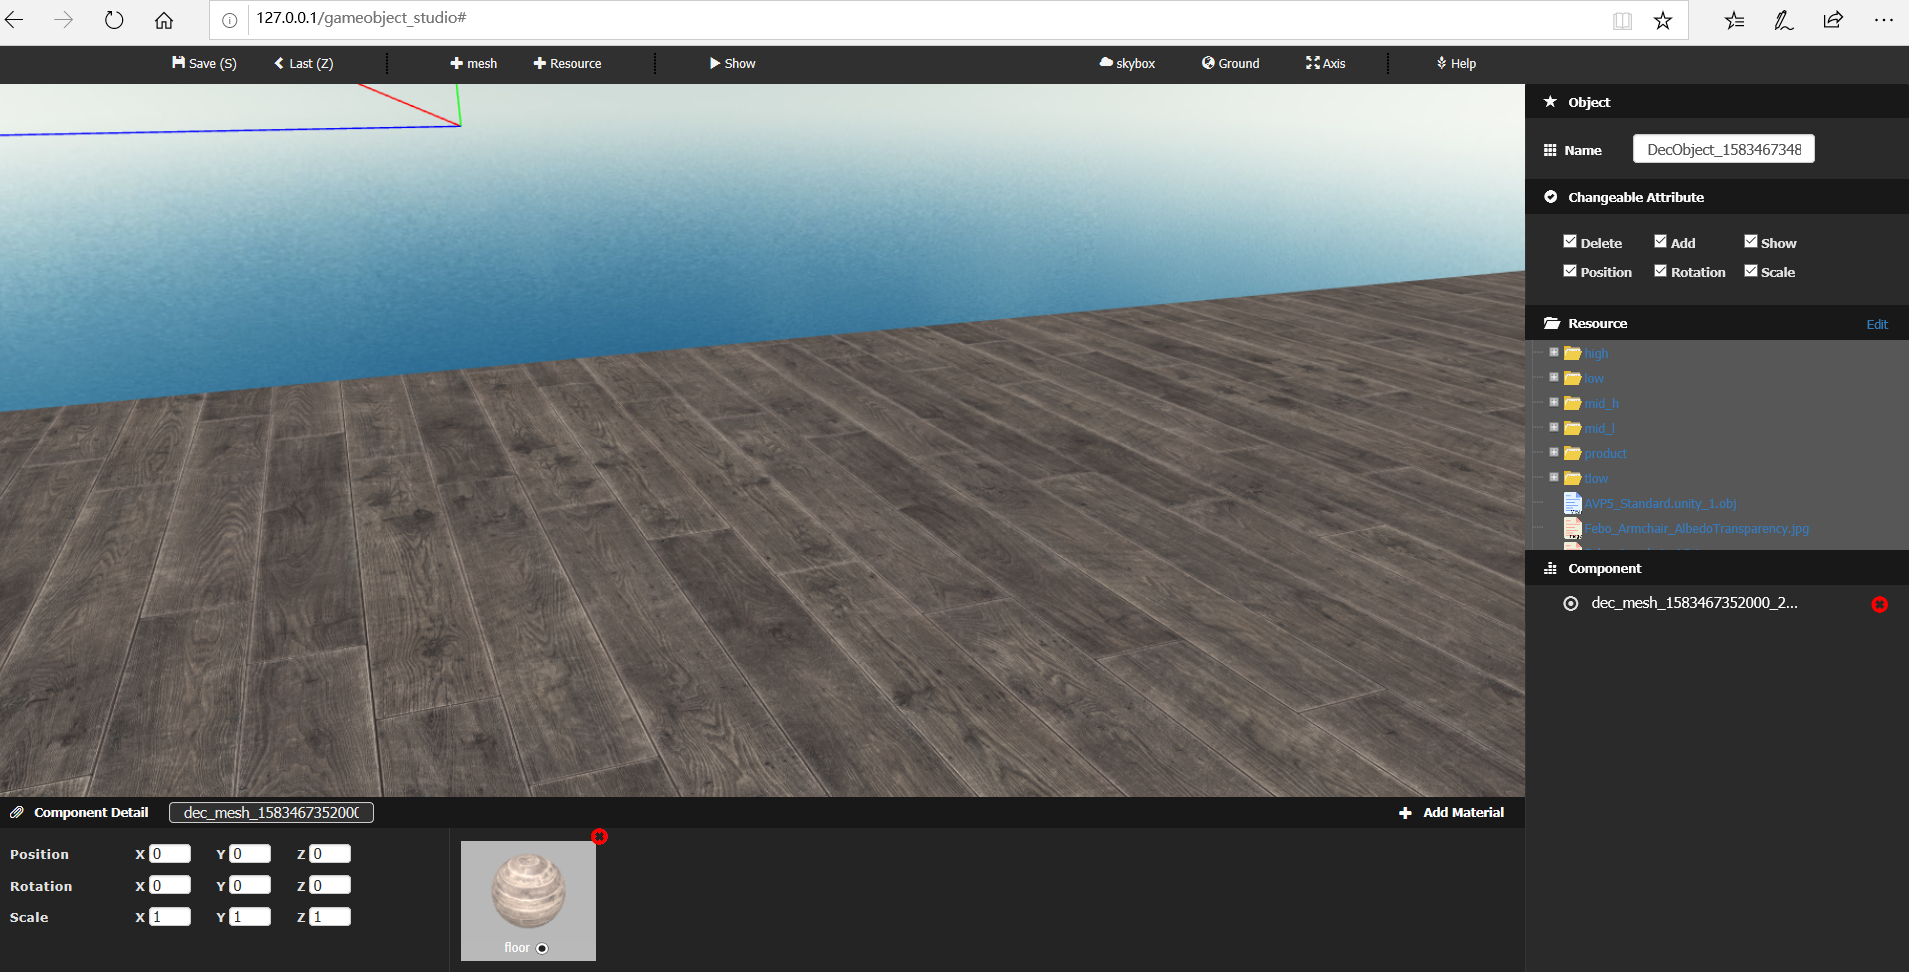 127.0.0.1/gameobject_studio#
Save (S) Last (Z) mesh Resource Show skybox Ground Axis Help
Object
Name DecObject_1583467348
Changeable Attribute
Delete Add Show
Position Rotation Scale
Resource Edit
high
low
mid_h
mid_l
product
tlow
AVP5_Standard.unity_1.obj
Febo_Armchair_AlbedoTransparency.jpg
Component
dec_mesh_1583467352000_2...
Component Detail dec_mesh_1583467352000 Add Material
Position X 0 Y 0 Z 0
Rotation X 0 Y 0 Z 0
Scale X 1 Y 1 Z 1
floor